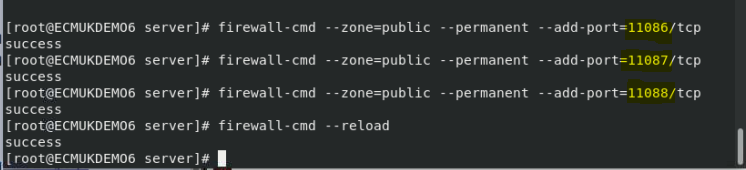 [root@ECMUKDEMO6 server]# firewall-cmd --zone=public --permanent --add-port=11086/tcp
success
[root@ECMUKDEMO6 server]# firewall-cmd --zone=public --permanent --add-port=11087/tcp
success
[root@ECMUKDEMO6 server]# firewall-cmd --zone=public --permanent --add-port=11088/tcp
success
[root@ECMUKDEMO6 server]# firewall-cmd --reload
success
[root@ECMUKDEMO6 server]#